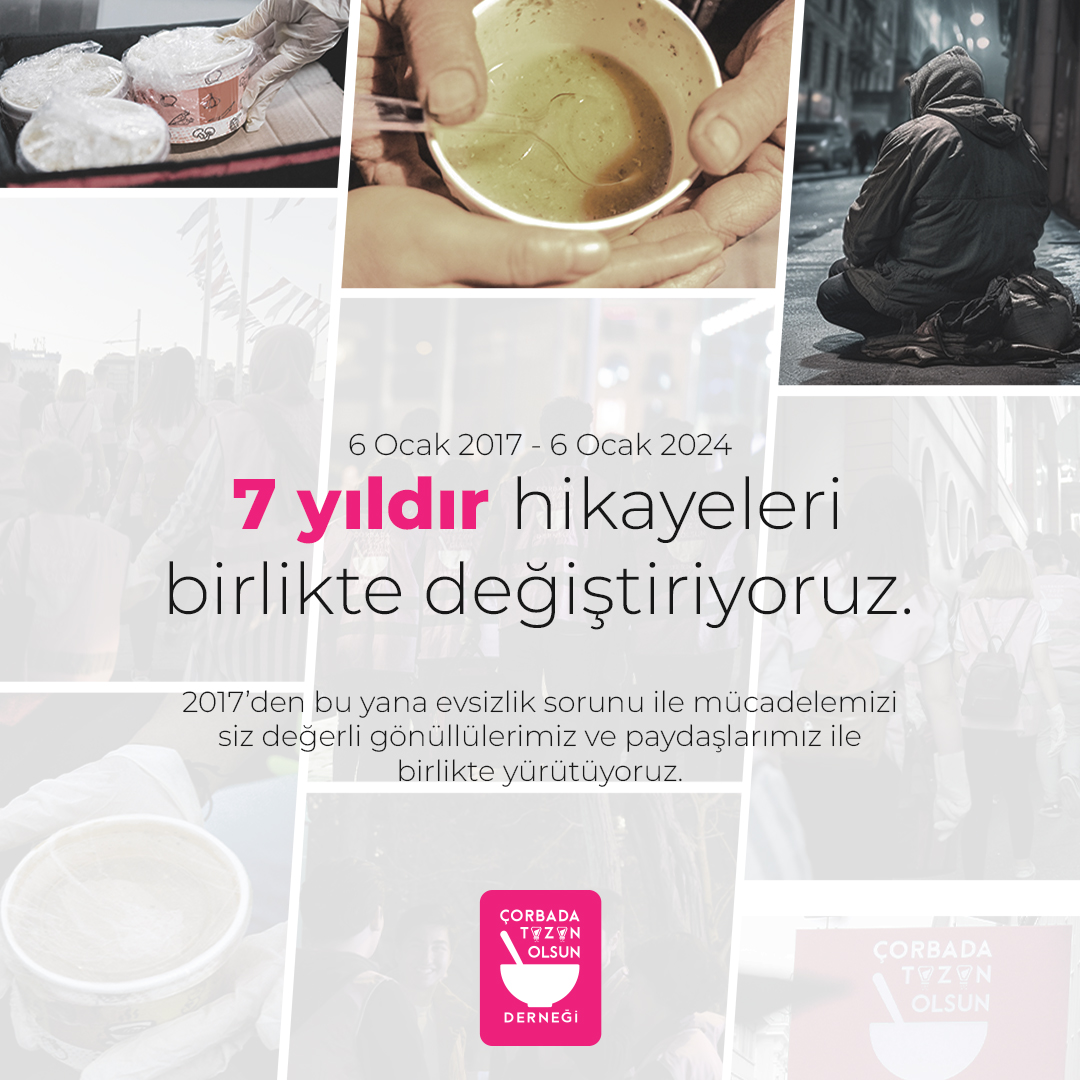 6 Ocak 2017 - 6 Ocak 2024
7 yıldır hikayeleri
birlikte değiştiriyoruz.
2017’den bu yana evsizlik sorunu ile mücadelemizi
siz değerli gönüllülerimiz ve paydaşlarımız ile
birlikte yürütüyoruz.
ÇORBADA
TUZUN
OLSUN
DERNEĞİ
ÇORBADA
TUZUN
OLSUN